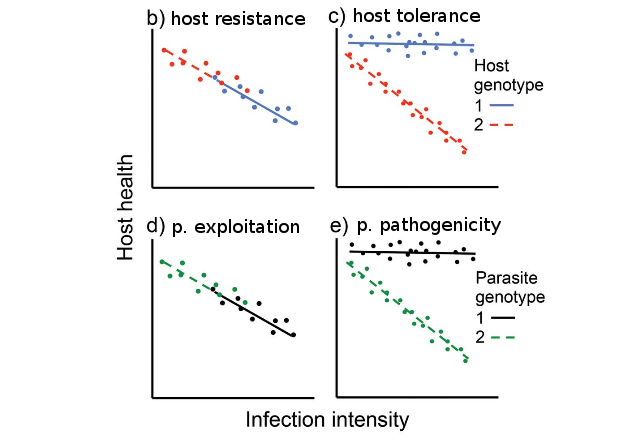 b) host resistance
c) host tolerance
Host
genotype
1
2
Host health
d) p. exploitation
e) p. pathogenicity
Parasite
genotype
1
2
Infection intensity